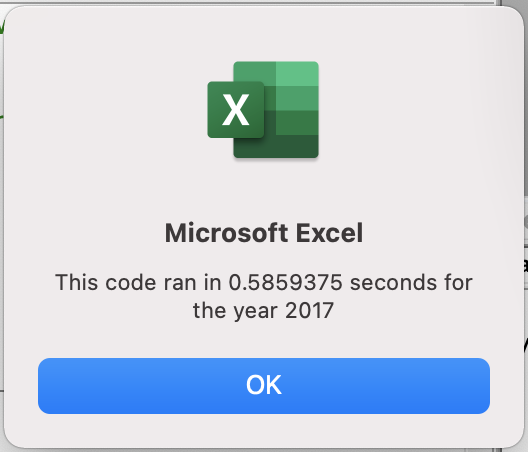 X
Microsoft Excel
This code ran in 0.5859375 seconds for
the year 2017
OK